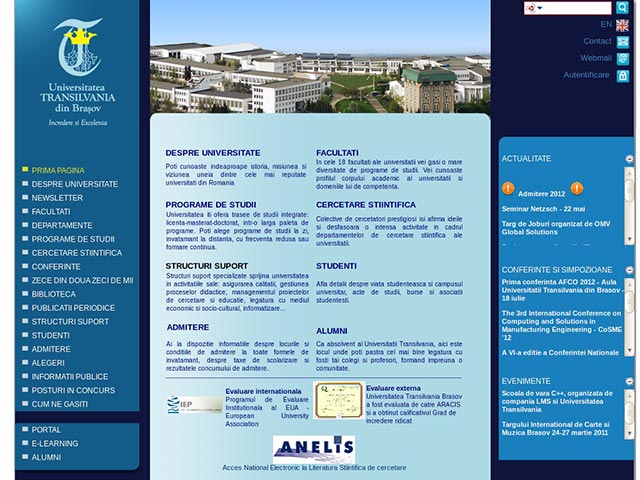 EN
Contact
Webmail
Autentificare
Universitatea
TRANSILVANIA
din Brașov
Incredere si Excelenta
PRIMA PAGINA
DESPRE UNIVERSITATE
NEWSLETTER
FACULTATI
DEPARTAMENTE
PROGRAME DE STUDII
CERCETARE STIINTIFICA
CONFERINTE
ZECE DIN DOUA ZECI DE MII
BIBLIOTECA
PUBLICATII PERIODICE
STRUCTURI SUPORT
STUDENTI
ADMITERE
ALEGERI
INFORMATII PUBLICE
POSTURI IN CONCURS
CUM NE GASITI
PORTAL
E-LEARNING
ALUMNI
DESPRE UNIVERSITATE
Poti cunoaste indeaproape istoria, misiunea si
viziunea uneia dintre cele mai reputate
universitati din Romania
FACULTATI
In cele 18 facultati ale universitatii vei gasi o mare
diversitate de programe de studii. Vei cunoaste
profilul corpului academic al universitatii si
domeniile lui de competenta.
PROGRAME DE STUDII
Universitatea iti ofera trasee de studii integrate:
licenta-masterat-doctorat, intr-o larga paleta de
programe. Poti alege programe de studii la zi,
invatamant la distanta, cu frecventa redusa sau
formare continua.
CERCETARE STIINTIFICA
Colective de cercetatori prestigiosi isi afirma ideile
si desfasoara o intensa activitate in cadrul
departamentelor de cercetare stiintifica ale
universitatii.
STRUCTURI SUPORT
Structuri suport specializate sprijina universitatea
in activitatile sale: asigurarea calitatii, gestiunea
proceselor didactice, managementul proiectelor
de cercetare si educatie, legatura cu mediul
economic si socio-cultural, informatizare...
STUDENTI
Afla detalii despre viata studenteasca si campusul
universitar, acte de studii, burse si asociatii
studentesti.
ADMITERE
Ai la dispozitie informatiile despre locurile si
conditiile de admitere la toate formele de
invatamant, despre taxe de scolarizare si
rezultatele concursului de admitere.
ALUMNI
Ca absolvent al Universitatii Transilvania, aici este
locul unde poti pastra cel mai bine legatura cu
fosti tai colegi si profesori, formand impreuna o
comunitate.
IEP
Evaluare internationala
Programul de Evaluare
Institutionala al EUA -
European University
Association
Evaluare externa
Universitatea Transilvania Brasov
a fost evaluata de catre ARACIS
si a obtinut calificativul Grad de
incredere ridicat
ANELIS
Acces National Electronic la Literatura Stiintifica de cercetare
ACTUALITATE
Admitere 2012
Seminar Netzsch - 22 mai
Targ de Joburi organizat de OMV
Global Solutions
CONFERINTE SI SIMPOZIOANE
Prima conferinta AFCO 2012 - Aula
Universitatii Transilvania din Brasov -
18 iulie
The 3rd International Conference on
Computing and Solutions in
Manufacturing Engineering - CoSME
'12
A VI-a editie a Conferintei Nationale
EVENIMENTE
Scoala de vara C++, organizata de
compania LMS si Universitatea
Transilvania
Targului International de Carte si
Muzica Brasov 24-27 martie 2011